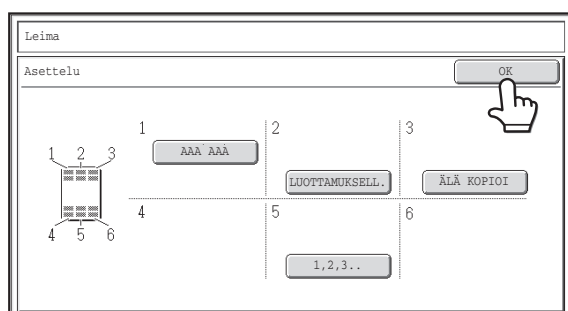 Leima
Asettelu OK
1 2 3
AAA AAA
LUOTTAMUKSELL. ÄLÄ KOPIOI
1 2 3
4 5 6
4 5 6
1,2,3..